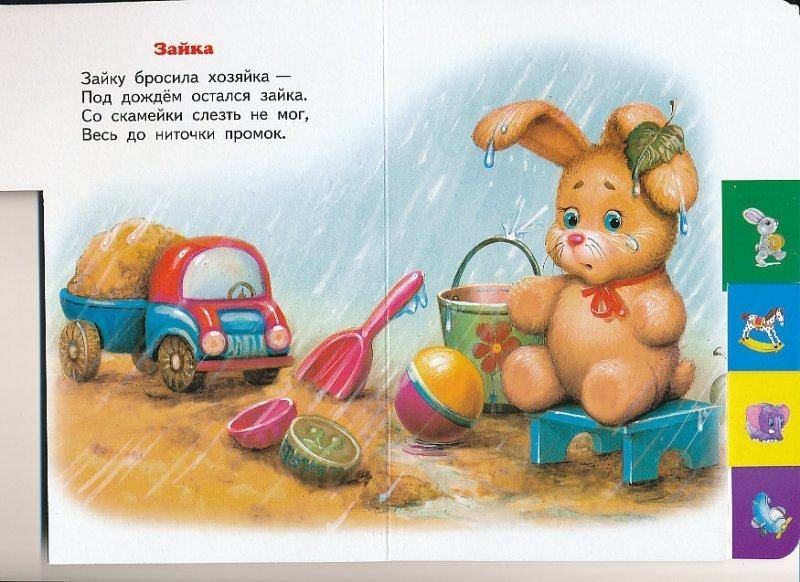 Зайка
Зайку бросила хозяйка —
Под дождём остался зайка.
Со скамейки слезть не мог,
Весь до ниточки промок.